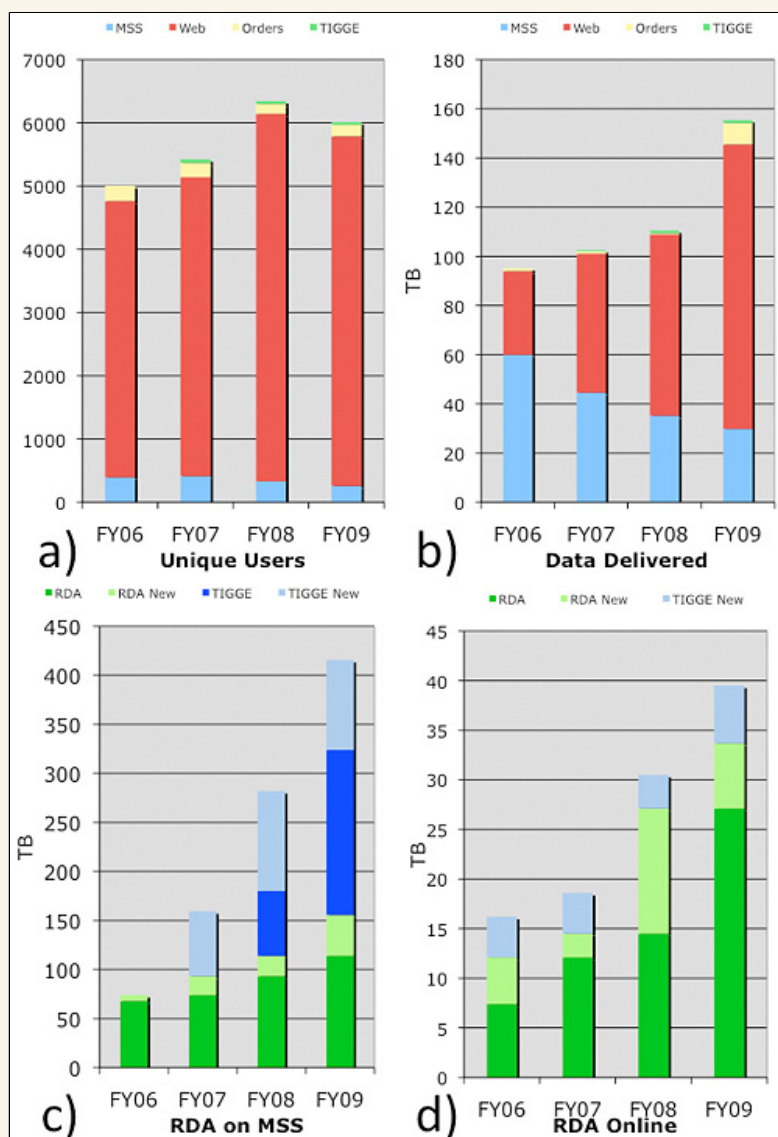 MSS Web Orders TIGGE
7000
6000
5000
4000
3000
2000
1000
0
FY06 FY07 FY08 FY09
a) Unique Users
MSS Web Orders TIGGE
180
160
140
120
100
80
60
40
20
0
TB
FY06 FY07 FY08 FY09
b) Data Delivered
RDA RDA New TIGGE TIGGE New
450
400
350
300
250
200
150
100
50
0
TB
FY06 FY07 FY08 FY09
c) RDA on MSS
RDA RDA New TIGGE New
45
40
35
30
25
20
15
10
5
0
TB
FY06 FY07 FY08 FY09
d) RDA Online